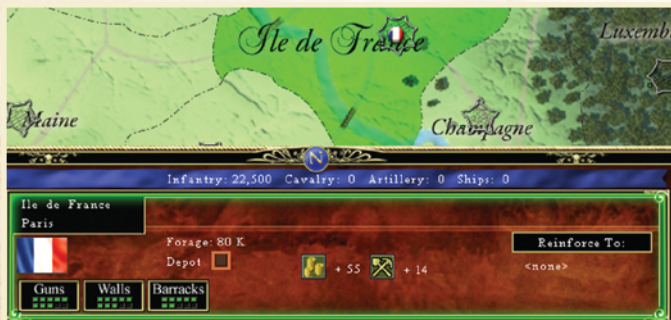 Ile de France
Luxemb
Maine
Champagne
N
Infantry: 22,500 Cavalry: 0 Artillery: 0 Ships: 0
Ile de France
Paris
Forage: 80 K
Depot
+ 55
+ 14
Reinforce To:
<none>
Guns
Walls
Barracks